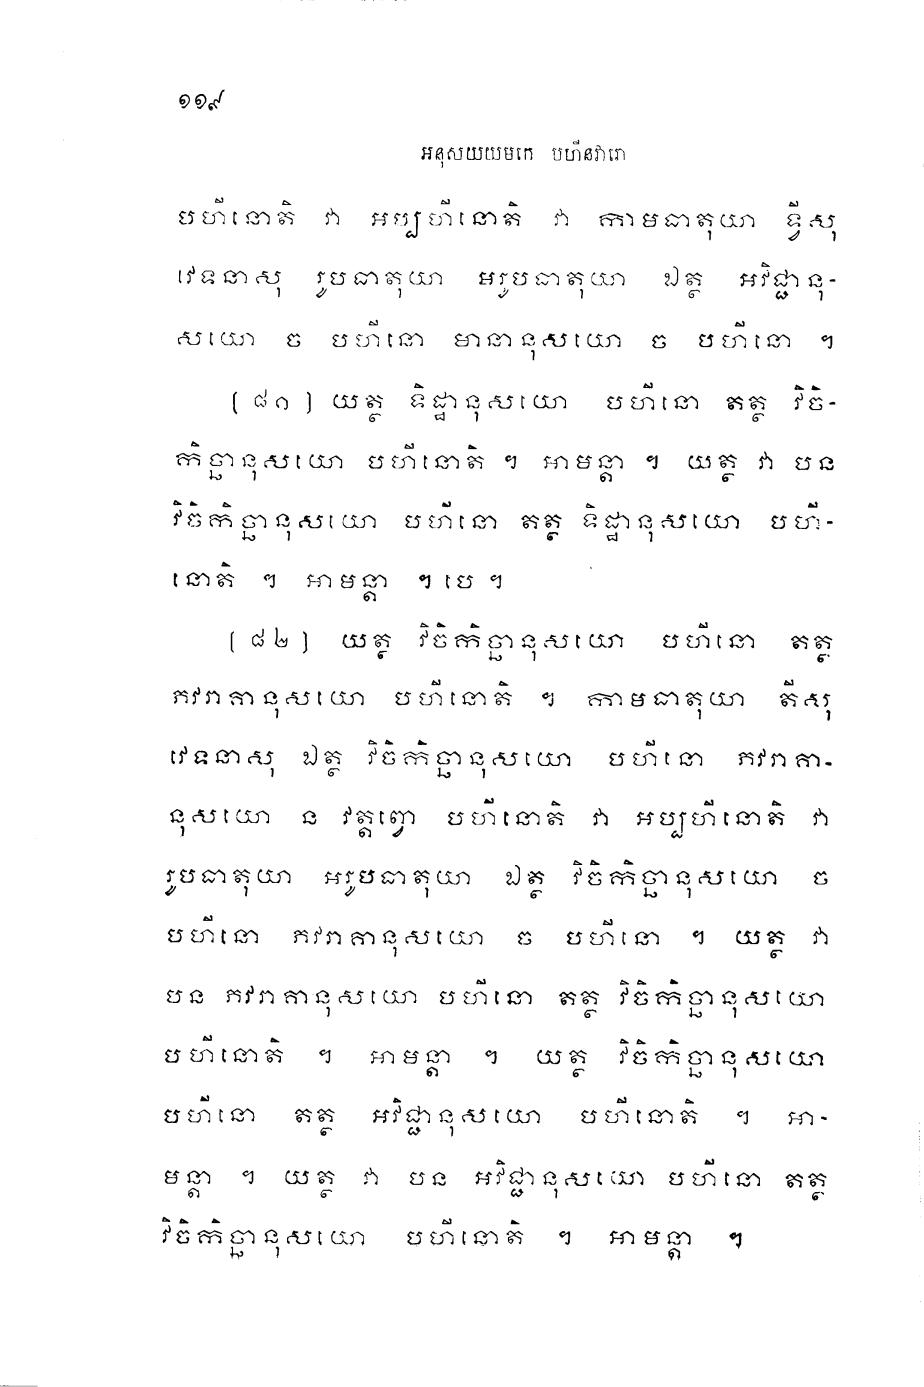 ១១៩
អនុសយយមកេ បហីនវារោ
បហីនោតិ វា អប្បហីនោតិ វា កាមធាតុយា ទ្វីសុ
វេទនាសុ រូបធាតុយា អរូបធាតុយា ឯត្ថ អវិជ្ជានុ-
សយោ ច បហីនោ មានានុសយោ ច បហីនោ ។
(៨១) យត្ថ ទិដ្ឋានុសយោ បហីនោ តត្ថ វិចិ-
កិច្ឆានុសយោ បហីនោតិ ។ អាមន្តា ។ យត្ថ វា បន
វិចិកិច្ឆានុសយោ បហីនោ តត្ថ ទិដ្ឋានុសយោ បហី-
នោតិ ។ អាមន្តា ។ បេ ។
(៨២) យត្ថ វិចិកិច្ឆានុសយោ បហីនោ តត្ថ
ភវរាគានុសយោ បហីនោតិ ។ កាមធាតុយា តីសុ
វេទនាសុ ឯត្ថ វិចិកិច្ឆានុសយោ បហីនោ ភវរាគា-
នុសយោ ន វត្តព្វោ បហីនោតិ វា អប្បហីនោតិ វា
រូបធាតុយា អរូបធាតុយា ឯត្ថ វិចិកិច្ឆានុសយោ ច
បហីនោ ភវរាគានុសយោ ច បហីនោ ។ យត្ថ វា
បន ភវរាគានុសយោ បហីនោ តត្ថ វិចិកិច្ឆានុសយោ
បហីនោតិ ។ អាមន្តា ។ យត្ថ វិចិកិច្ឆានុសយោ
បហីនោ តត្ថ អវិជ្ជានុសយោ បហីនោតិ ។ អា-
មន្តា ។ យត្ថ វា បន អវិជ្ជានុសយោ បហីនោ តត្ថ
វិចិកិច្ឆានុសយោ បហីនោតិ ។ អាមន្តា ។